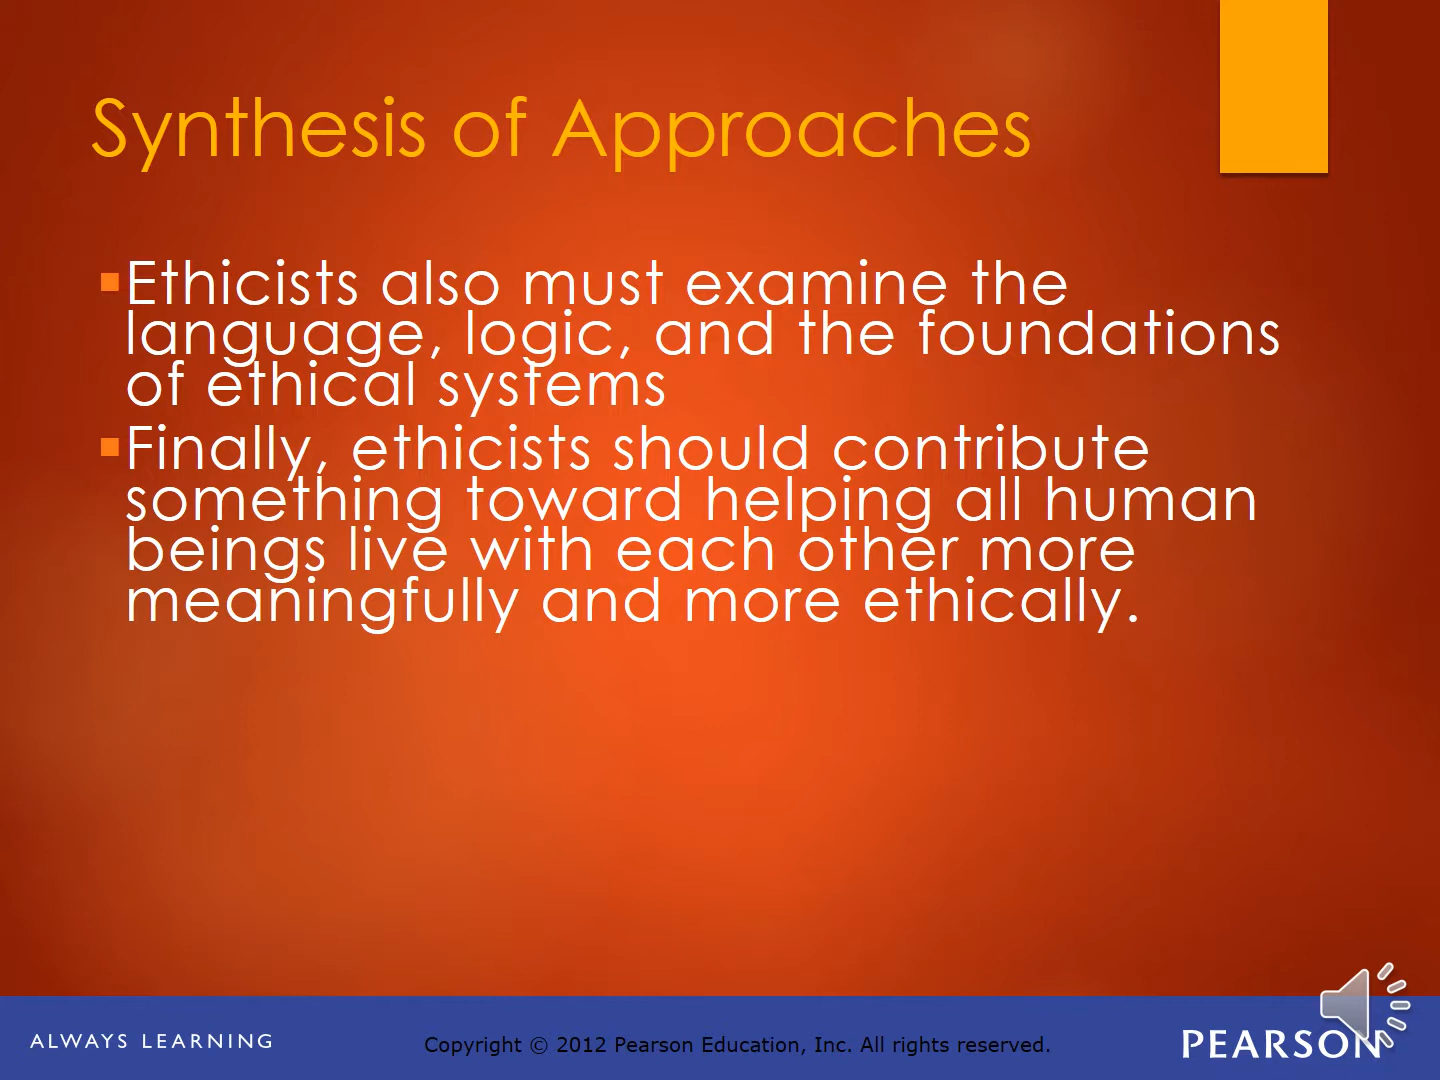 Synthesis of Approaches
▪Ethicists also must examine the
language, logic, and the foundations
of ethical systems
▪Finally, ethicists should contribute
something toward helping all human
beings live with each other more
meaningfully and more ethically.
ALWAYS LEARNING
Copyright © 2012 Pearson Education, Inc. All rights reserved.
PEARSON